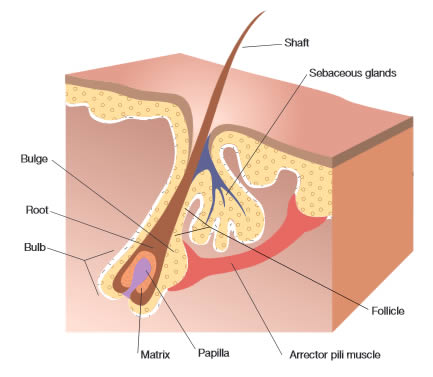 Shaft
Sebaceous glands
Bulge
Root
Bulb
Follicle
Matrix
Papilla
Arrector pili muscle